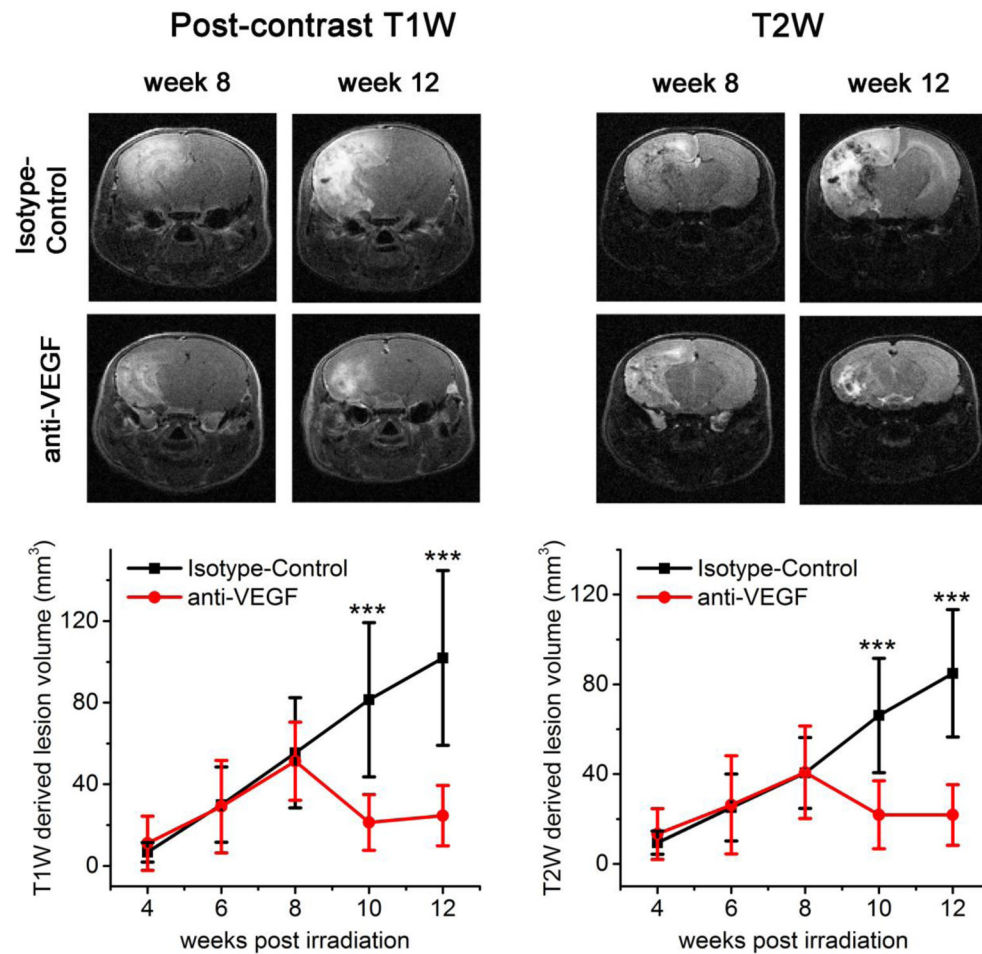 Post-contrast T1W
T2W
week 8
week 12
week 8
week 12
Isotype-
Control
anti-VEGF
T1W derived lesion volume (mm³)
120
80
40
0
Isotype-Control
anti-VEGF
***
***
4 6 8 10 12
weeks post irradiation
T2W derived lesion volume (mm³)
120
80
40
0
Isotype-Control
anti-VEGF
***
***
4 6 8 10 12
weeks post irradiation